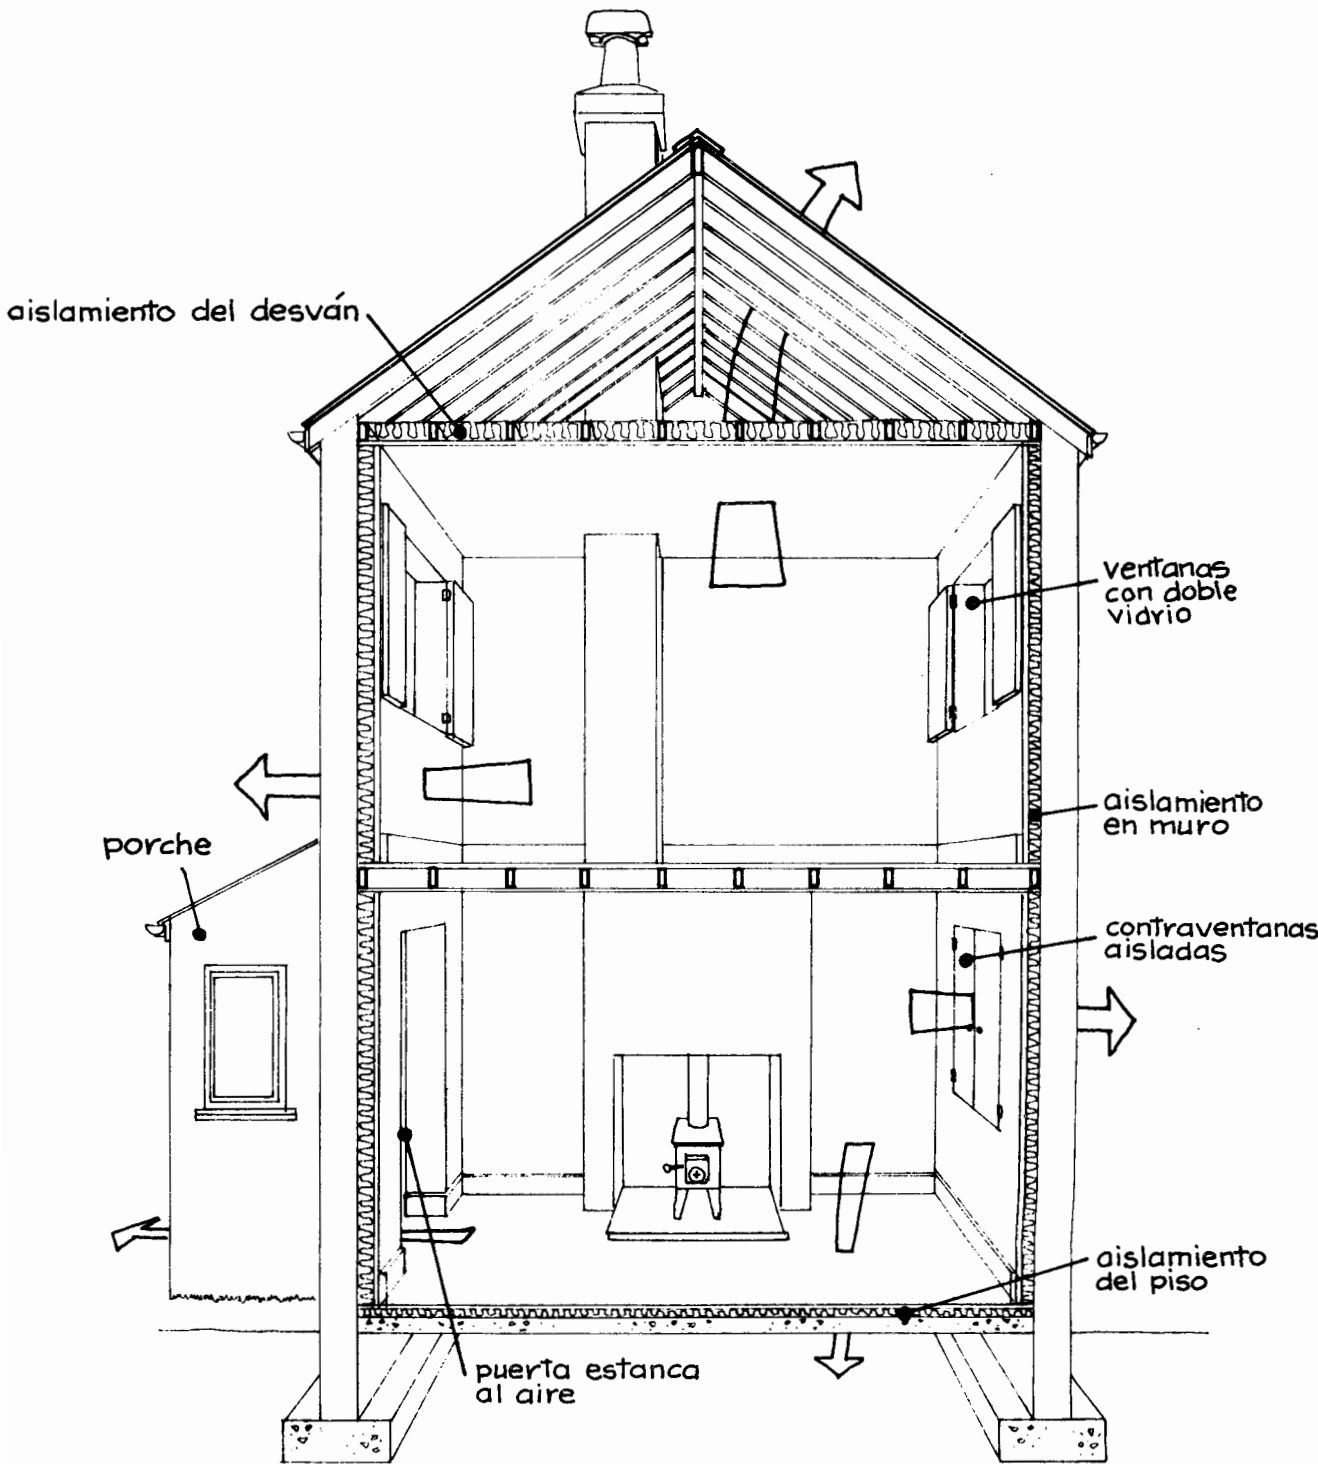 aislamiento del desván
ventanas
con doble
vidrio
aislamiento
en muro
porche
contraventanas
aisladas
aislamiento
del piso
puerta estanca
al aire